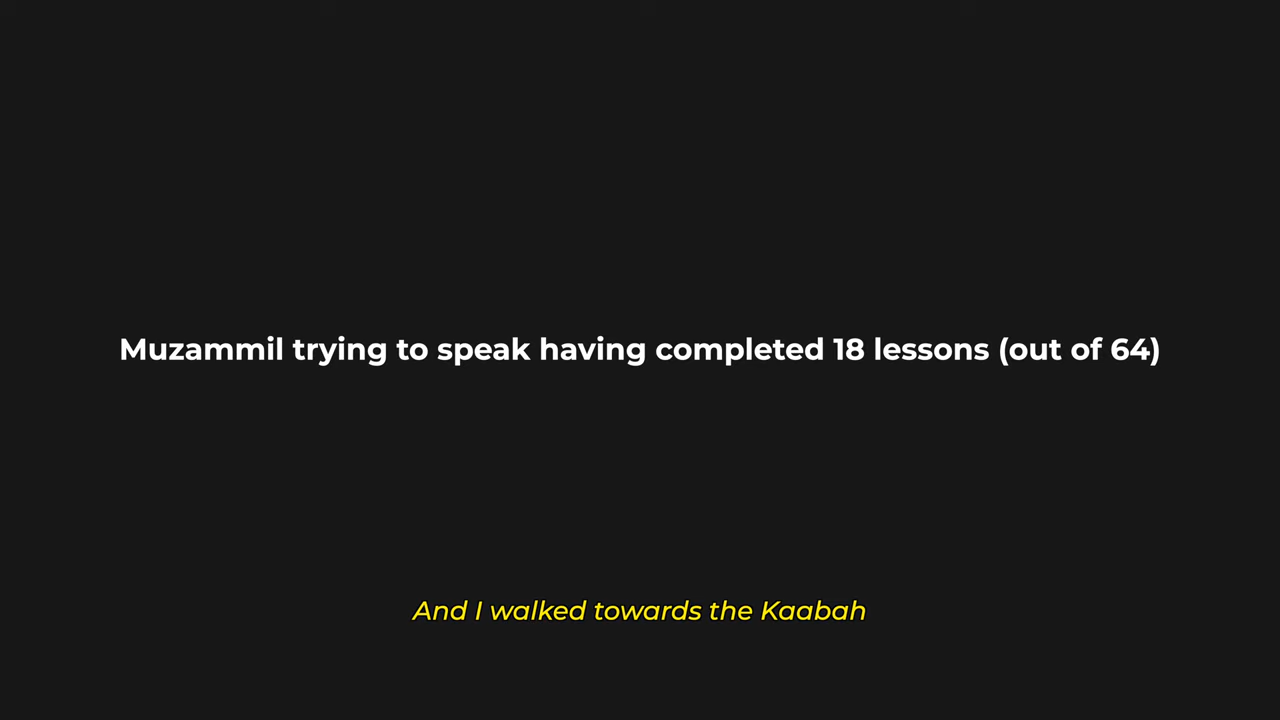 Muzammil trying to speak having completed 18 lessons (out of 64)
And I walked towards the Kaabah